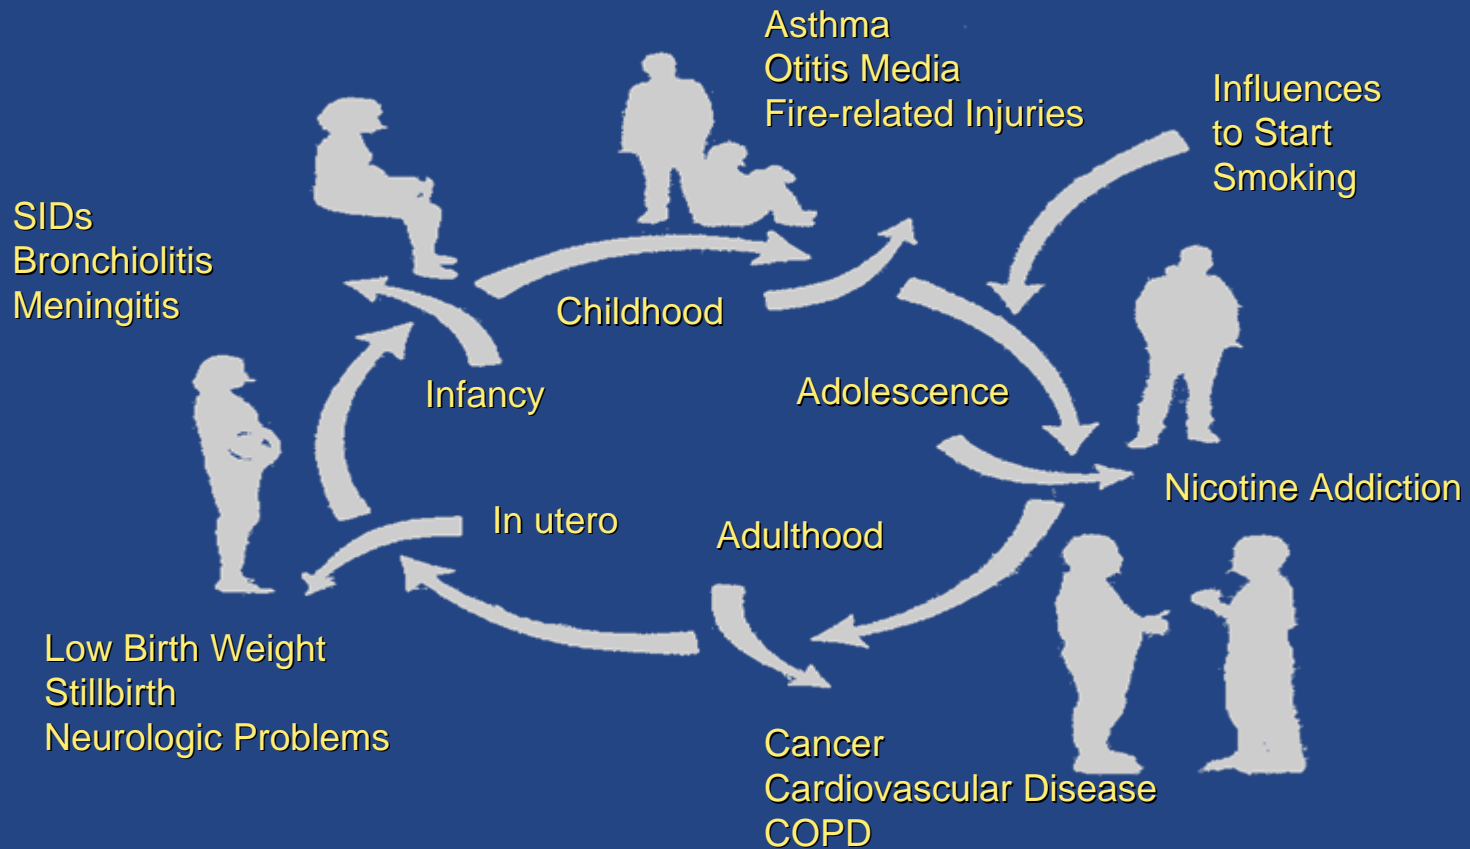 Asthma
Otitis Media
Fire-related Injuries
Influences
to Start
Smoking
SIDs
Bronchiolitis
Meningitis
Childhood
Infancy
Adolescence
Nicotine Addiction
In utero
Adulthood
Low Birth Weight
Stillbirth
Neurologic Problems
Cancer
Cardiovascular Disease
COPD